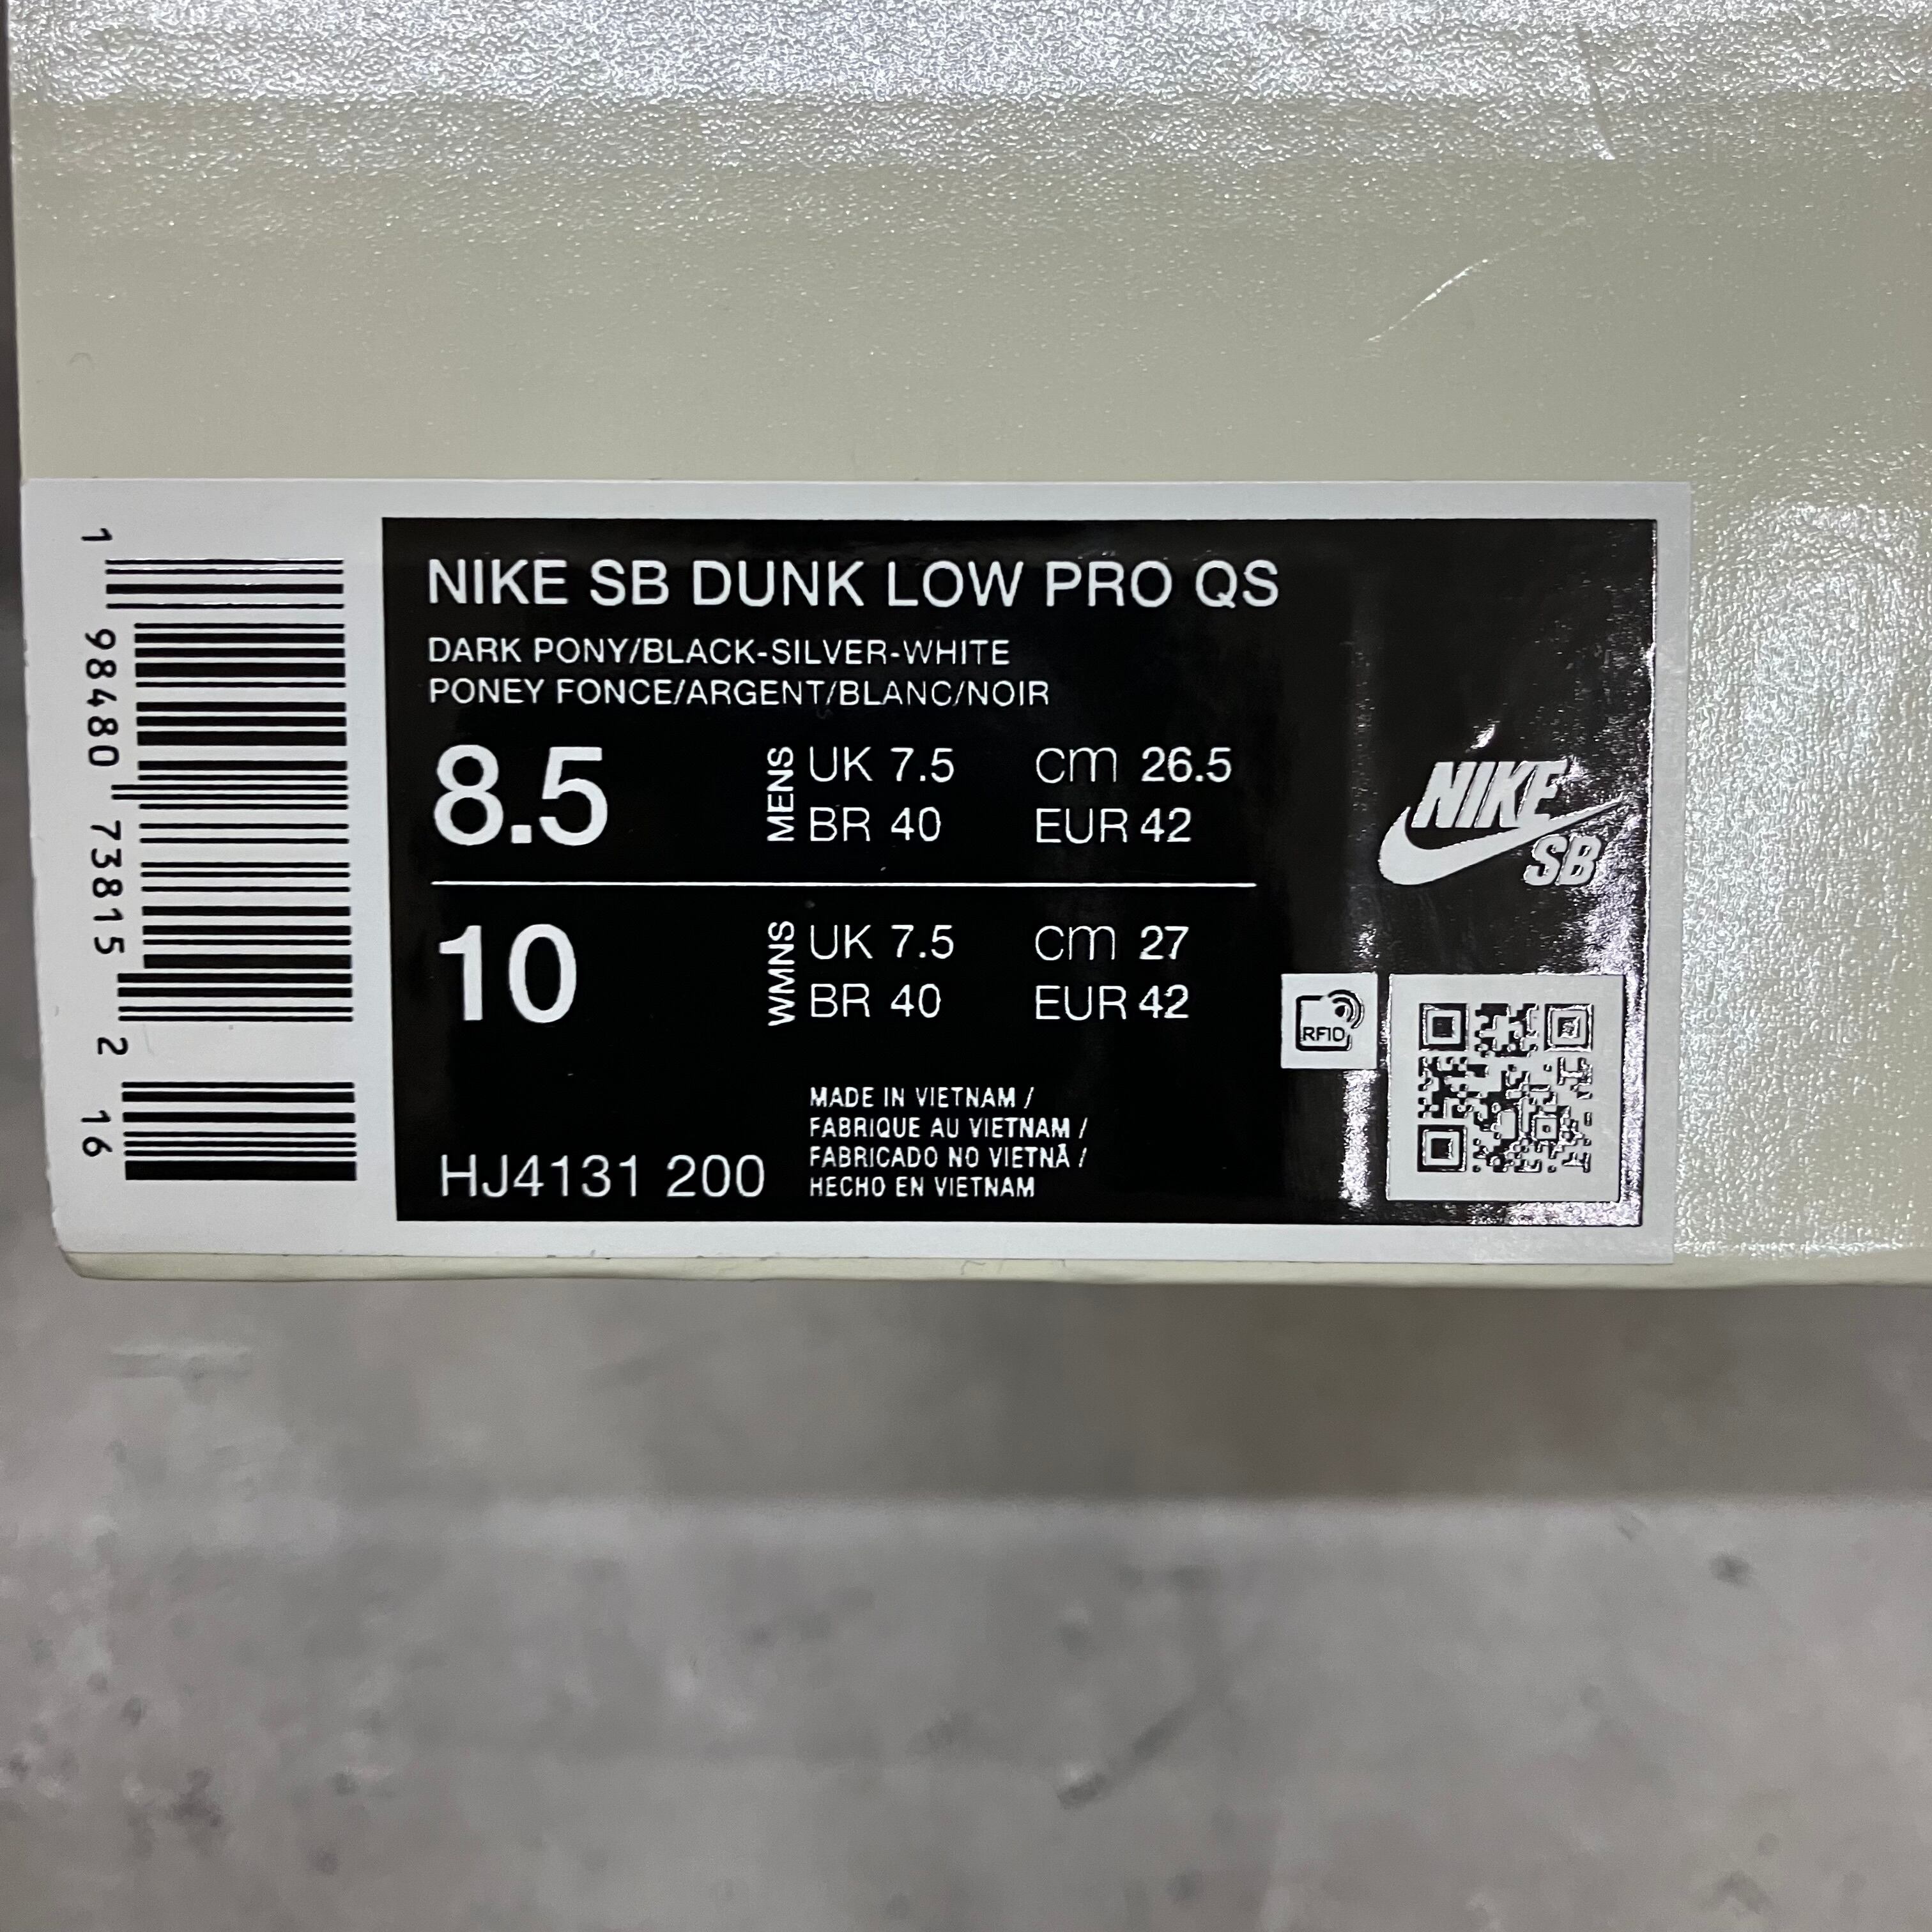 NIKE SB DUNK LOW PRO QS
DARK PONY/BLACK-SILVER-WHITE
PONEY FONCE/ARGENT/BLANC/NOIR
8.5
MENS
UK 7.5
cm 26.5
BR 40
EUR 42
NIKE
SB
10
WMNS
UK 7.5
cm 27
BR 40
EUR 42
RFID
MADE IN VIETNAM /
FABRIQUE AU VIETNAM /
FABRICADO NO VIETNÃ /
HECHO EN VIETNAM
HJ4131 200
1 98480 73815 2 16